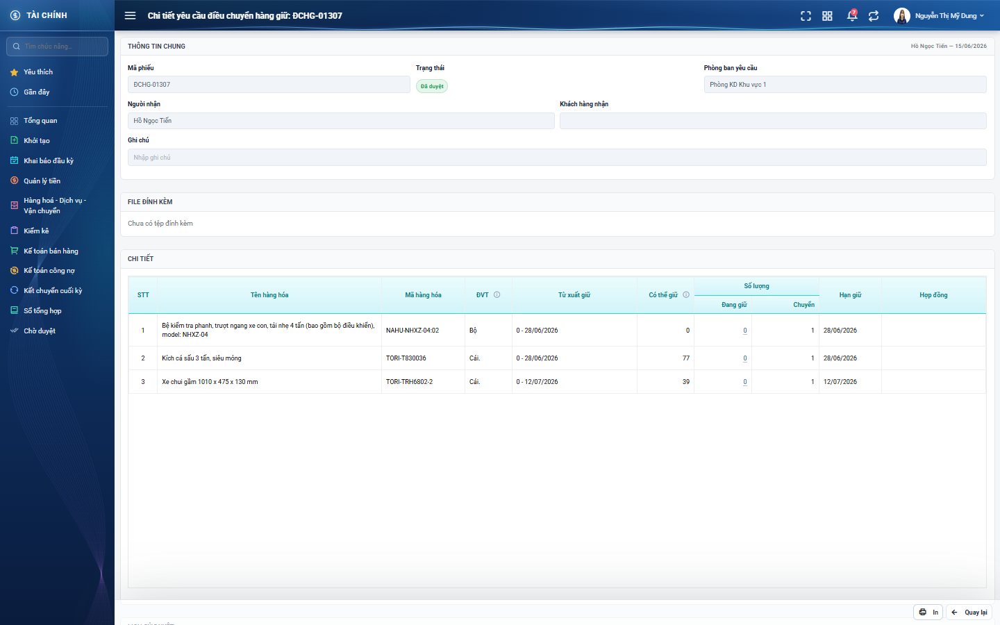 TÀI CHÍNH
Chi tiết yêu cầu điều chuyển hàng giữ: ĐCHG-01307
7
Nguyễn Thị Mỹ Dung
Tìm chức năng...
Yêu thích
Gần đây
Tổng quan
Khởi tạo
Khai báo đầu kỳ
Quản lý tiền
Hàng hoá - Dịch vụ -
Vận chuyển
Kiểm kê
Kế toán bán hàng
Kế toán công nợ
Kết chuyển cuối kỳ
Sổ tổng hợp
Chờ duyệt
THÔNG TIN CHUNG
Hồ Ngọc Tiến – 15/06/2026
Mã phiếu
Trạng thái
Phòng ban yêu cầu
ĐCHG-01307
Đã duyệt
Phòng KD Khu vực 1
Người nhận
Khách hàng nhận
Hồ Ngọc Tiến
Ghi chú
Nhập ghi chú
FILE ĐÍNH KÈM
Chưa có tệp đính kèm
CHI TIẾT
STT
Tên hàng hóa
Mã hàng hóa
ĐVT
Từ xuất giữ
Có thể giữ
Số lượng
Đang giữ
Chuyển
Hạn giữ
Hợp đồng
1
Bệ kiểm tra phanh, trượt ngang xe con, tải nhẹ 4 tấn (bao gồm bộ điều khiển),
model: NHXZ-04
NAHU-NHXZ-04:02
Bộ
0 - 28/06/2026
0
0
1
28/06/2026
2
Kích cá sấu 3 tấn, siêu mỏng
TORI-T830036
Cái.
0 - 28/06/2026
77
0
1
28/06/2026
3
Xe chui gầm 1010 x 475 x 130 mm
TORI-TRH6802-2
Cái.
0 - 12/07/2026
39
0
1
12/07/2026
In
Quay lại